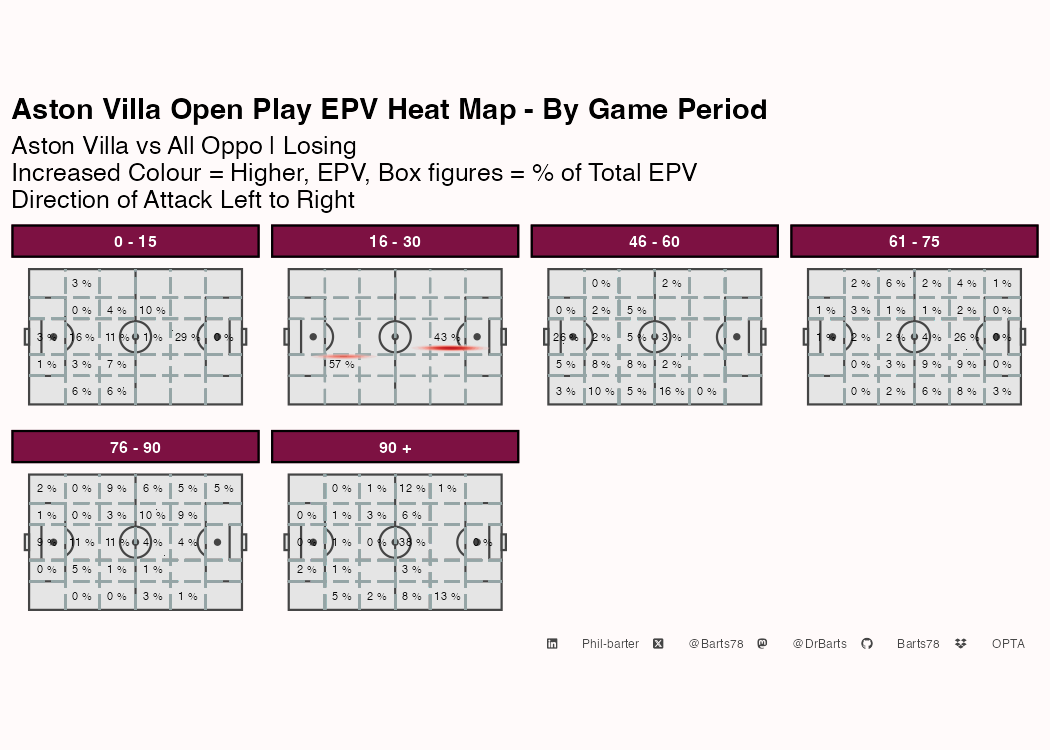 Aston Villa Open Play EPV Heat Map - By Game Period
Aston Villa vs All Oppo | Losing
Increased Colour = Higher, EPV, Box figures = % of Total EPV
Direction of Attack Left to Right
0 - 15
3 %
0 % 4 % 10 %
3 % 16 % 11 % 1 % 29 % 0 %
1 % 3 % 7 %
6 % 6 %
16 - 30
43 %
57 %
46 - 60
0 % 2 %
0 % 2 % 5 %
26 % 2 % 5 % 3 %
5 % 8 % 8 % 2 %
3 % 10 % 5 % 16 % 0 %
61 - 75
2 % 6 % 2 % 4 % 1 %
1 % 3 % 1 % 1 % 2 % 0 %
2 % 2 % 4 % 26 %
0 % 3 % 9 % 9 % 0 %
0 % 2 % 6 % 8 % 3 %
76 - 90
2 % 0 % 9 % 6 % 5 % 5 %
1 % 0 % 3 % 10 % 9 %
9 % 11 % 11 % 4 % 4 %
0 % 5 % 1 % 1 %
0 % 0 % 3 % 1 %
90 +
0 % 1 % 12 % 1 %
0 % 1 % 3 % 6 %
0 % 1 % 0 % 38 % 0 %
2 % 1 % 3 %
5 % 2 % 8 % 13 %
Phil-barter @Barts78 @DrBarts Barts78 OPTA